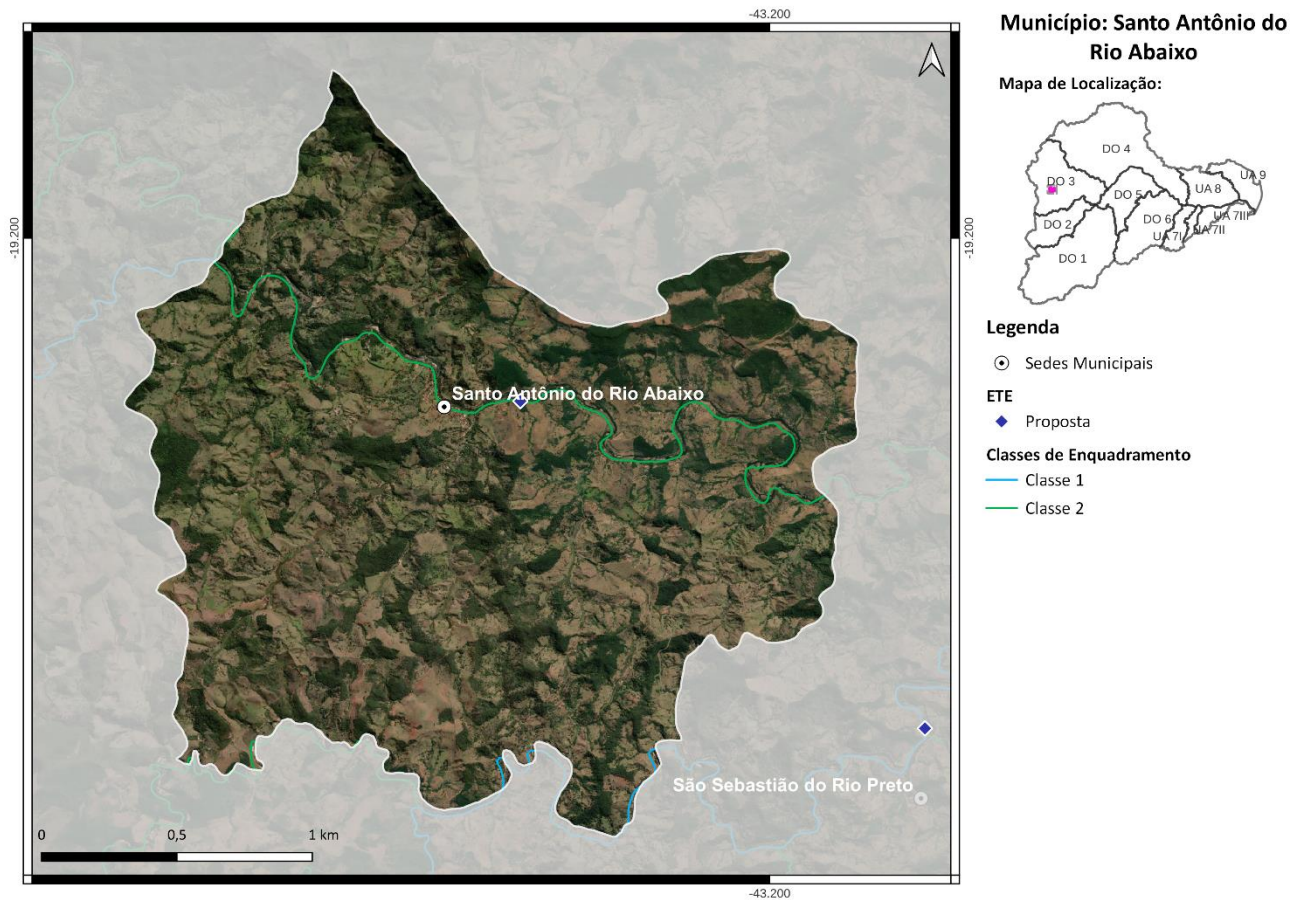 -43.200
Município: Santo Antônio do
Rio Abaixo
Mapa de Localização:
DO 4
DO 3
UA 9
UA 8
DO 5
DO 6
UA 7III
DO 2
UA 7II
UA 7I
DO 1
-19.200
-19.200
Legenda
Sedes Municipais
ETE
Proposta
Classes de Enquadramento
Classe 1
Classe 2
Santo Antônio do Rio Abaixo
São Sebastião do Rio Preto
0 0,5 1 km
-43.200